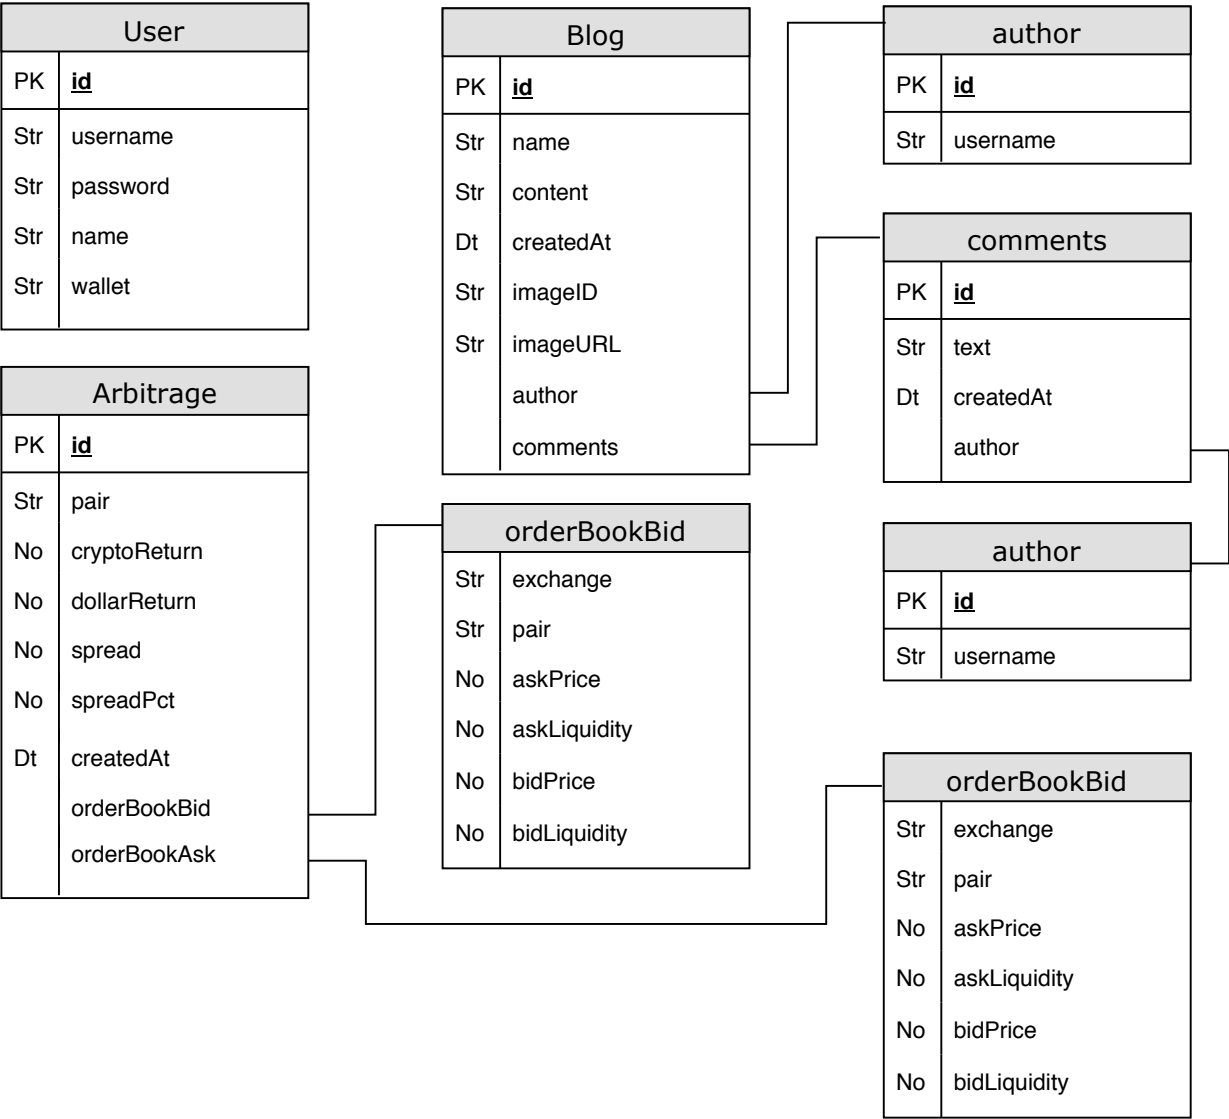 User
PK id
Str username
Str password
Str name
Str wallet
Arbitrage
PK id
Str pair
No cryptoReturn
No dollarReturn
No spread
No spreadPct
Dt createdAt
orderBookBid
orderBookAsk
Blog
PK id
Str name
Str content
Dt createdAt
Str imageID
Str imageURL
author
comments
orderBookBid
Str exchange
Str pair
No askPrice
No askLiquidity
No bidPrice
No bidLiquidity
author
PK id
Str username
comments
PK id
Str text
Dt createdAt
author
author
PK id
Str username
orderBookBid
Str exchange
Str pair
No askPrice
No askLiquidity
No bidPrice
No bidLiquidity